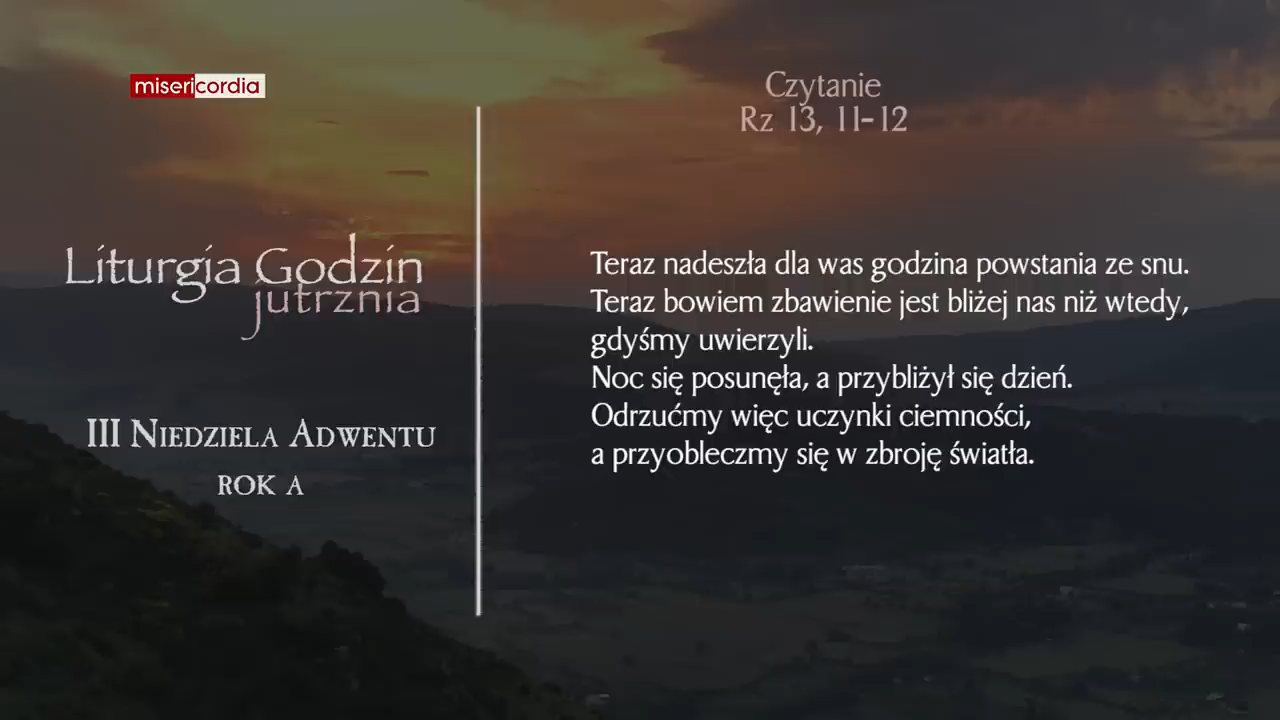 misericordia
Liturgia Godzin
jutrznia
III Niedziela Adwentu
rok A
Czytanie
Rz 13, 11-12
Teraz nadeszła dla was godzina powstania ze snu.
Teraz bowiem zbawienie jest bliżej nas niż wtedy,
gdyśmy uwierzyli.
Noc się posunęła, a przybliżył się dzień.
Odrzućmy więc uczynki ciemności,
a przyobleczmy się w zbroję światła.